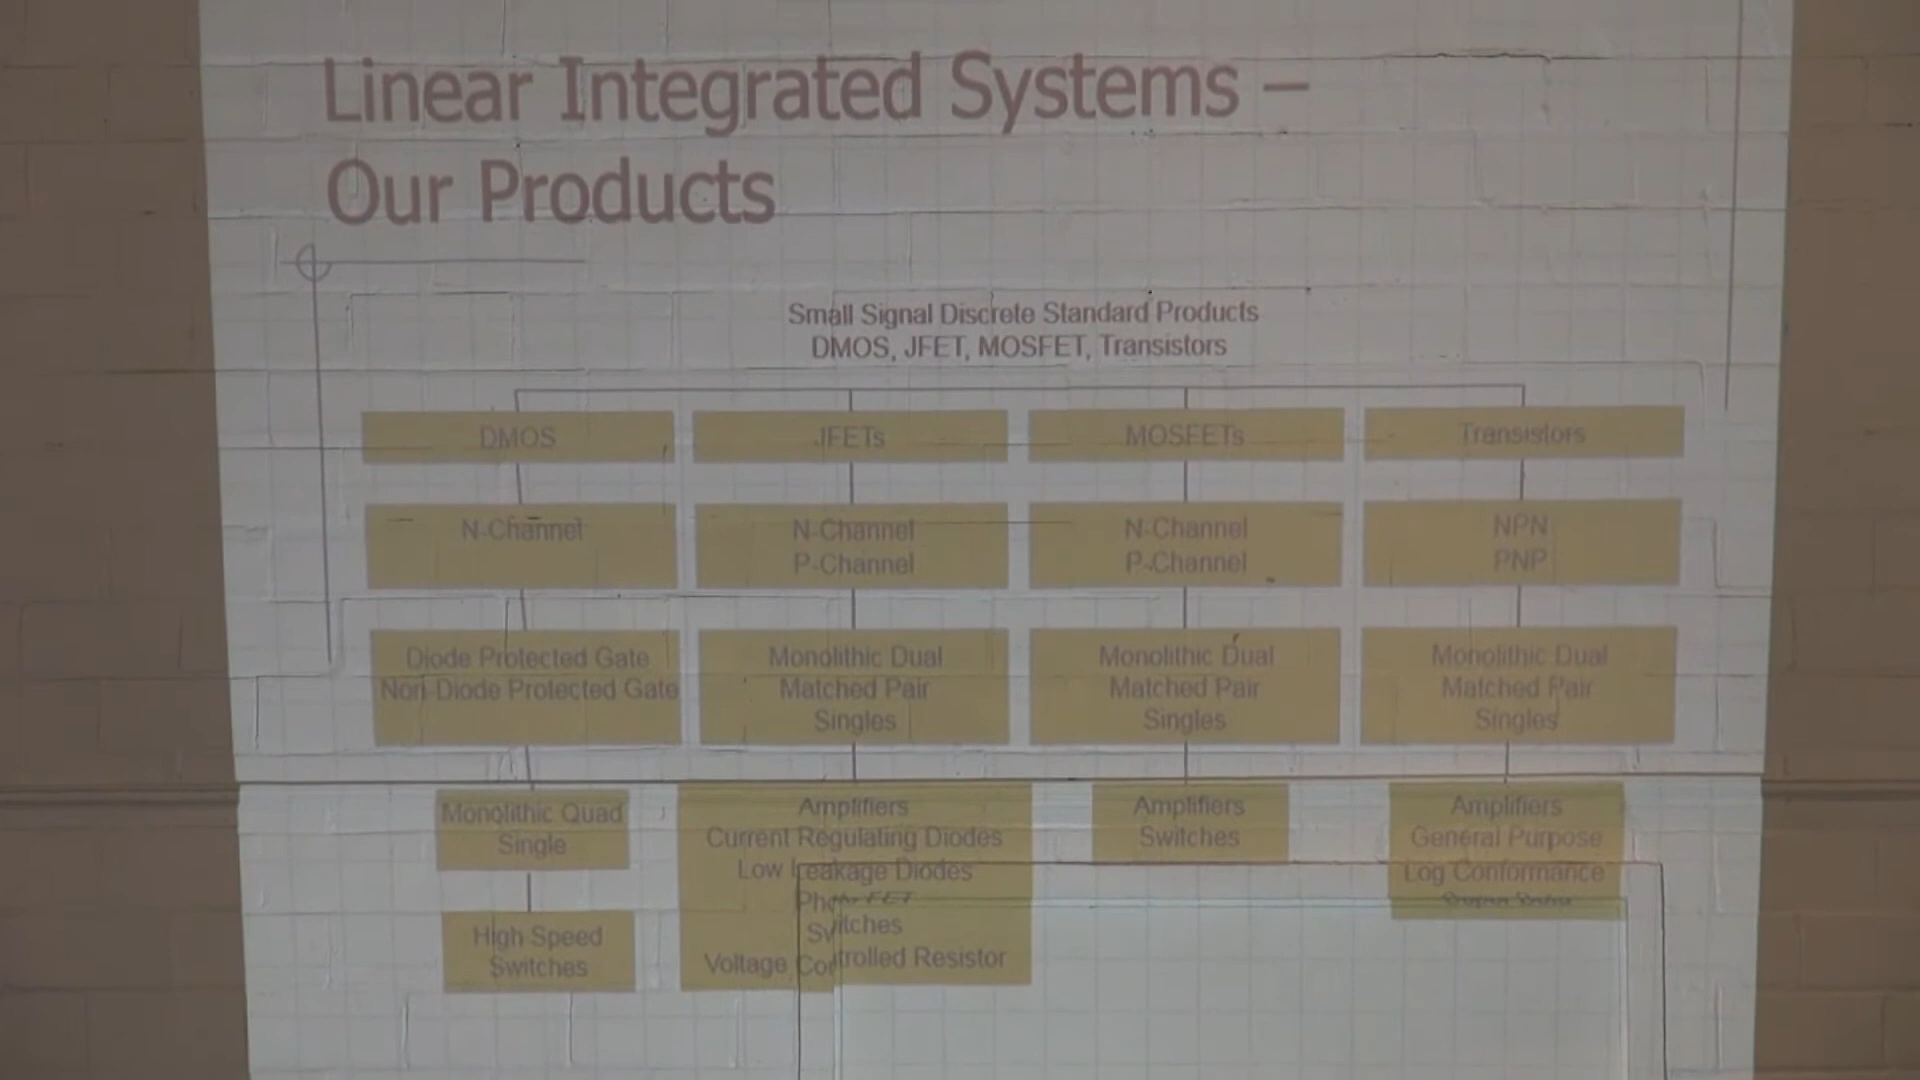 Linear Integrated Systems –
Our Products
Small Signal Discrete Standard Products
DMOS, JFET, MOSFET, Transistors
DMOS
JFETs
MOSFETs
Transistors
N-Channel
N-Channel
P-Channel
N-Channel
P-Channel
NPN
PNP
Diode Protected Gate
Non-Diode Protected Gate
Monolithic Dual
Matched Pair
Singles
Monolithic Dual
Matched Pair
Singles
Monolithic Dual
Matched Pair
Singles
Monolithic Quad
Single
Amplifiers
Current Regulating Diodes
Low Leakage Diodes
Photo FET
Switches
Voltage Controlled Resistor
Amplifiers
Switches
Amplifiers
General Purpose
Log Conformance
High Speed
Switches